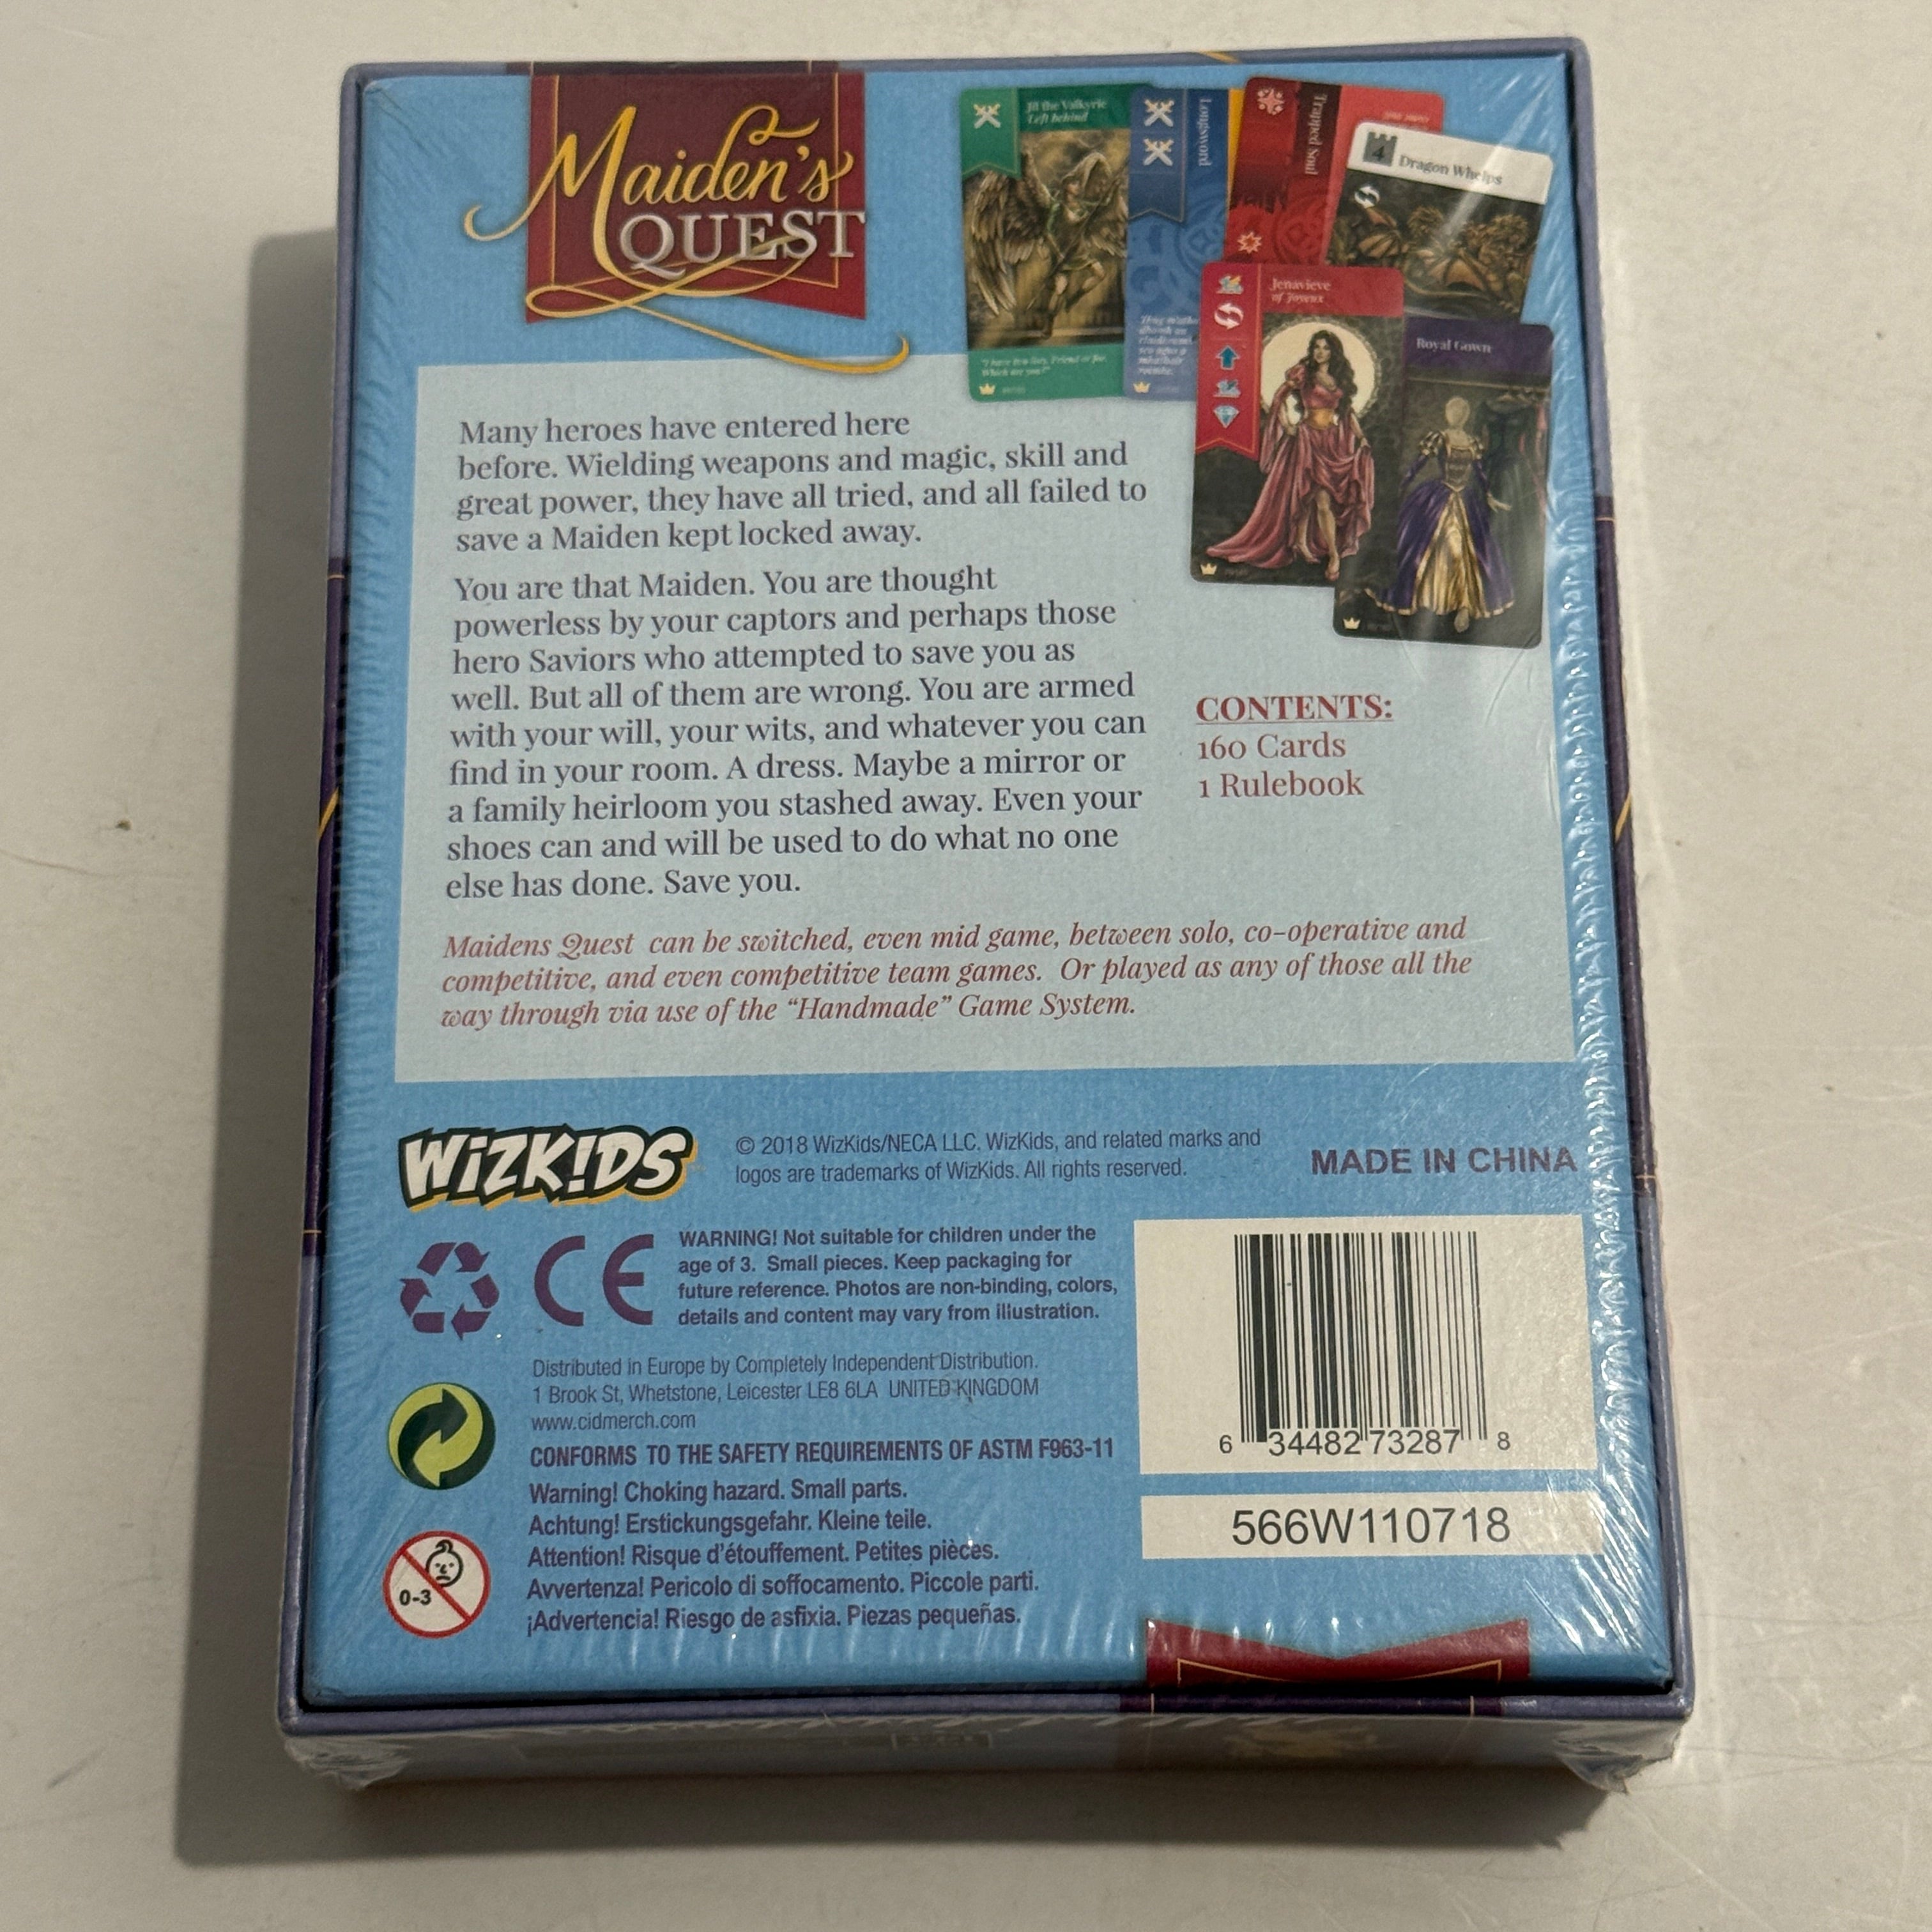 Maiden's
QUEST
Jll the Valkyrie
Left behind
Longsword
Trapped Soul
4
Dragon Whelps
Jenavieve
of Joyeux
Royal Gown
Many heroes have entered here
before. Wielding weapons and magic, skill and
great power, they have all tried, and all failed to
save a Maiden kept locked away.
You are that Maiden. You are thought
powerless by your captors and perhaps those
hero Saviors who attempted to save you as
well. But all of them are wrong. You are armed
with your will, your wits, and whatever you can
find in your room. A dress. Maybe a mirror or
a family heirloom you stashed away. Even your
shoes can and will be used to do what no one
else has done. Save you.
CONTENTS:
160 Cards
1 Rulebook
Maidens Quest can be switched, even mid game, between solo, co-operative and
competitive, and even competitive team games. Or played as any of those all the
way through via use of the “Handmade” Game System.
WIZKIDS
© 2018 WizKids/NECA LLC. WizKids, and related marks and
logos are trademarks of WizKids. All rights reserved.
MADE IN CHINA
CE
WARNING! Not suitable for children under the
age of 3. Small pieces. Keep packaging for
future reference. Photos are non-binding, colors,
details and content may vary from illustration.
Distributed in Europe by Completely Independent Distribution.
1 Brook St, Whetstone, Leicester LE8 6LA UNITED KINGDOM
www.cidmerch.com
CONFORMS TO THE SAFETY REQUIREMENTS OF ASTM F963-11
Warning! Choking hazard. Small parts.
Achtung! Erstickungsgefahr. Kleine teile.
Attention! Risque d'étouffement. Petites pièces.
Avvertenza! Pericolo di soffocamento. Piccole parti.
¡Advertencia! Riesgo de asfixia. Piezas pequeñas.
0-3
6 34482 73287 8
566W110718